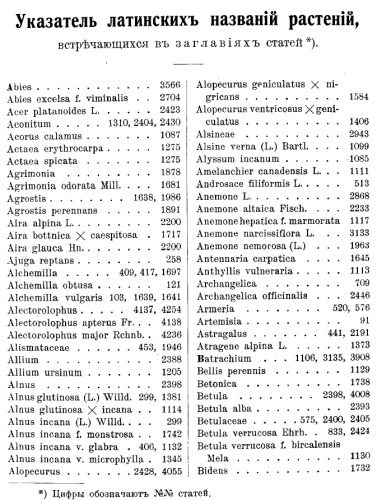 Указатель латинскихъ названій растеній,
встрѣчающихся въ заглавіяхъ статей *).
Abies . . . . . . . . . . . 3566
Abies excelsa f. viminalis . . 2704
Acer platanoides L. . . . . . 2423
Aconitum . . . 1310, 2404, 2430
Acorus calamus . . . . . . 1087
Actaea erythrocarpa . . . . 1275
Actaea spicata . . . . . . 1275
Agrimonia . . . . . . . . 1878
Agrimonia odorata Mill. . . . 1681
Agrostis . . . . . . . 1638, 1986
Agrostis perennans . . . . . 1891
Aira alpina L. . . . . . . . 2200
Aira bottnica × caespitosa . . 1717
Aira glauca Hn. . . . . . . 2200
Ajuga reptans . . . . . . . 258
Alchemilla . . . . 409, 417, 1697
Alchemilla obtusa . . . . . . 121
Alchemilla vulgaris 103, 1639, 1641
Alectorolophus . . . . 4137, 4254
Alectorolophus apterus Fr. . . 4138
Alectorolophus major Rchnb. . 4236
Alismataceae . . . . . 453, 1946
Allium . . . . . . . . . . 2388
Allium ursinum . . . . . . 1205
Alnus . . . . . . . . . . 2398
Alnus glutinosa (L.) Willd. 299, 1381
Alnus glutinosa × incana . . . 1114
Alnus incana (L.) Willd. . . . 299
Alnus incana f. monstrosa . . 1742
Alnus incana v. glabra . 406, 1132
Alnus incana v. microphylla . . 1345
Alopecurus . . . . . . 2428, 4055
Alopecurus geniculatus × ni-
gricans . . . . . . . . . 1584
Alopecurus ventricosus × geni-
culatus . . . . . . . . . 1406
Alsineae . . . . . . . . . 2943
Alsine verna (L.) Bartl. . . . 1099
Alyssum incanum . . . . . . 1085
Amelanchier canadensis L. . . 1111
Androsace filiformis L. . . . . 513
Anemone L. . . . . . . . . 2868
Anemone altaica Fisch. . . . . 2233
Anemone hepatica f. marmorata 1117
Anemone narcissiflora L. . . . 3133
Anemone nemorosa (L.) . . . 1963
Antennaria carpatica . . . . 1645
Anthyllis vulneraria . . . . . 1113
Archangelica . . . . . . . . 709
Archangelica officinalis . . . 2446
Armeria . . . . . . . . 520, 576
Artemisia . . . . . . . . . 91
Astragalus . . . . . . 441, 2191
Atragene alpina L. . . . . . 1373
Batrachium . . . 1106, 3135, 3908
Bellis perennis . . . . . . . 1129
Betonica . . . . . . . . . 1738
Betula . . . . . . . . 2398, 4008
Betula alba . . . . . . . . 2393
Betulaceae . . . . 575, 2400, 2405
Betula verrucosa Ehrh. . 833, 2424
Betula verrucosa f. bircalensis
Mela . . . . . . . . . . 1130
Bidens . . . . . . . . . . 1732
*) Цифры обозначаютъ №№ статей.